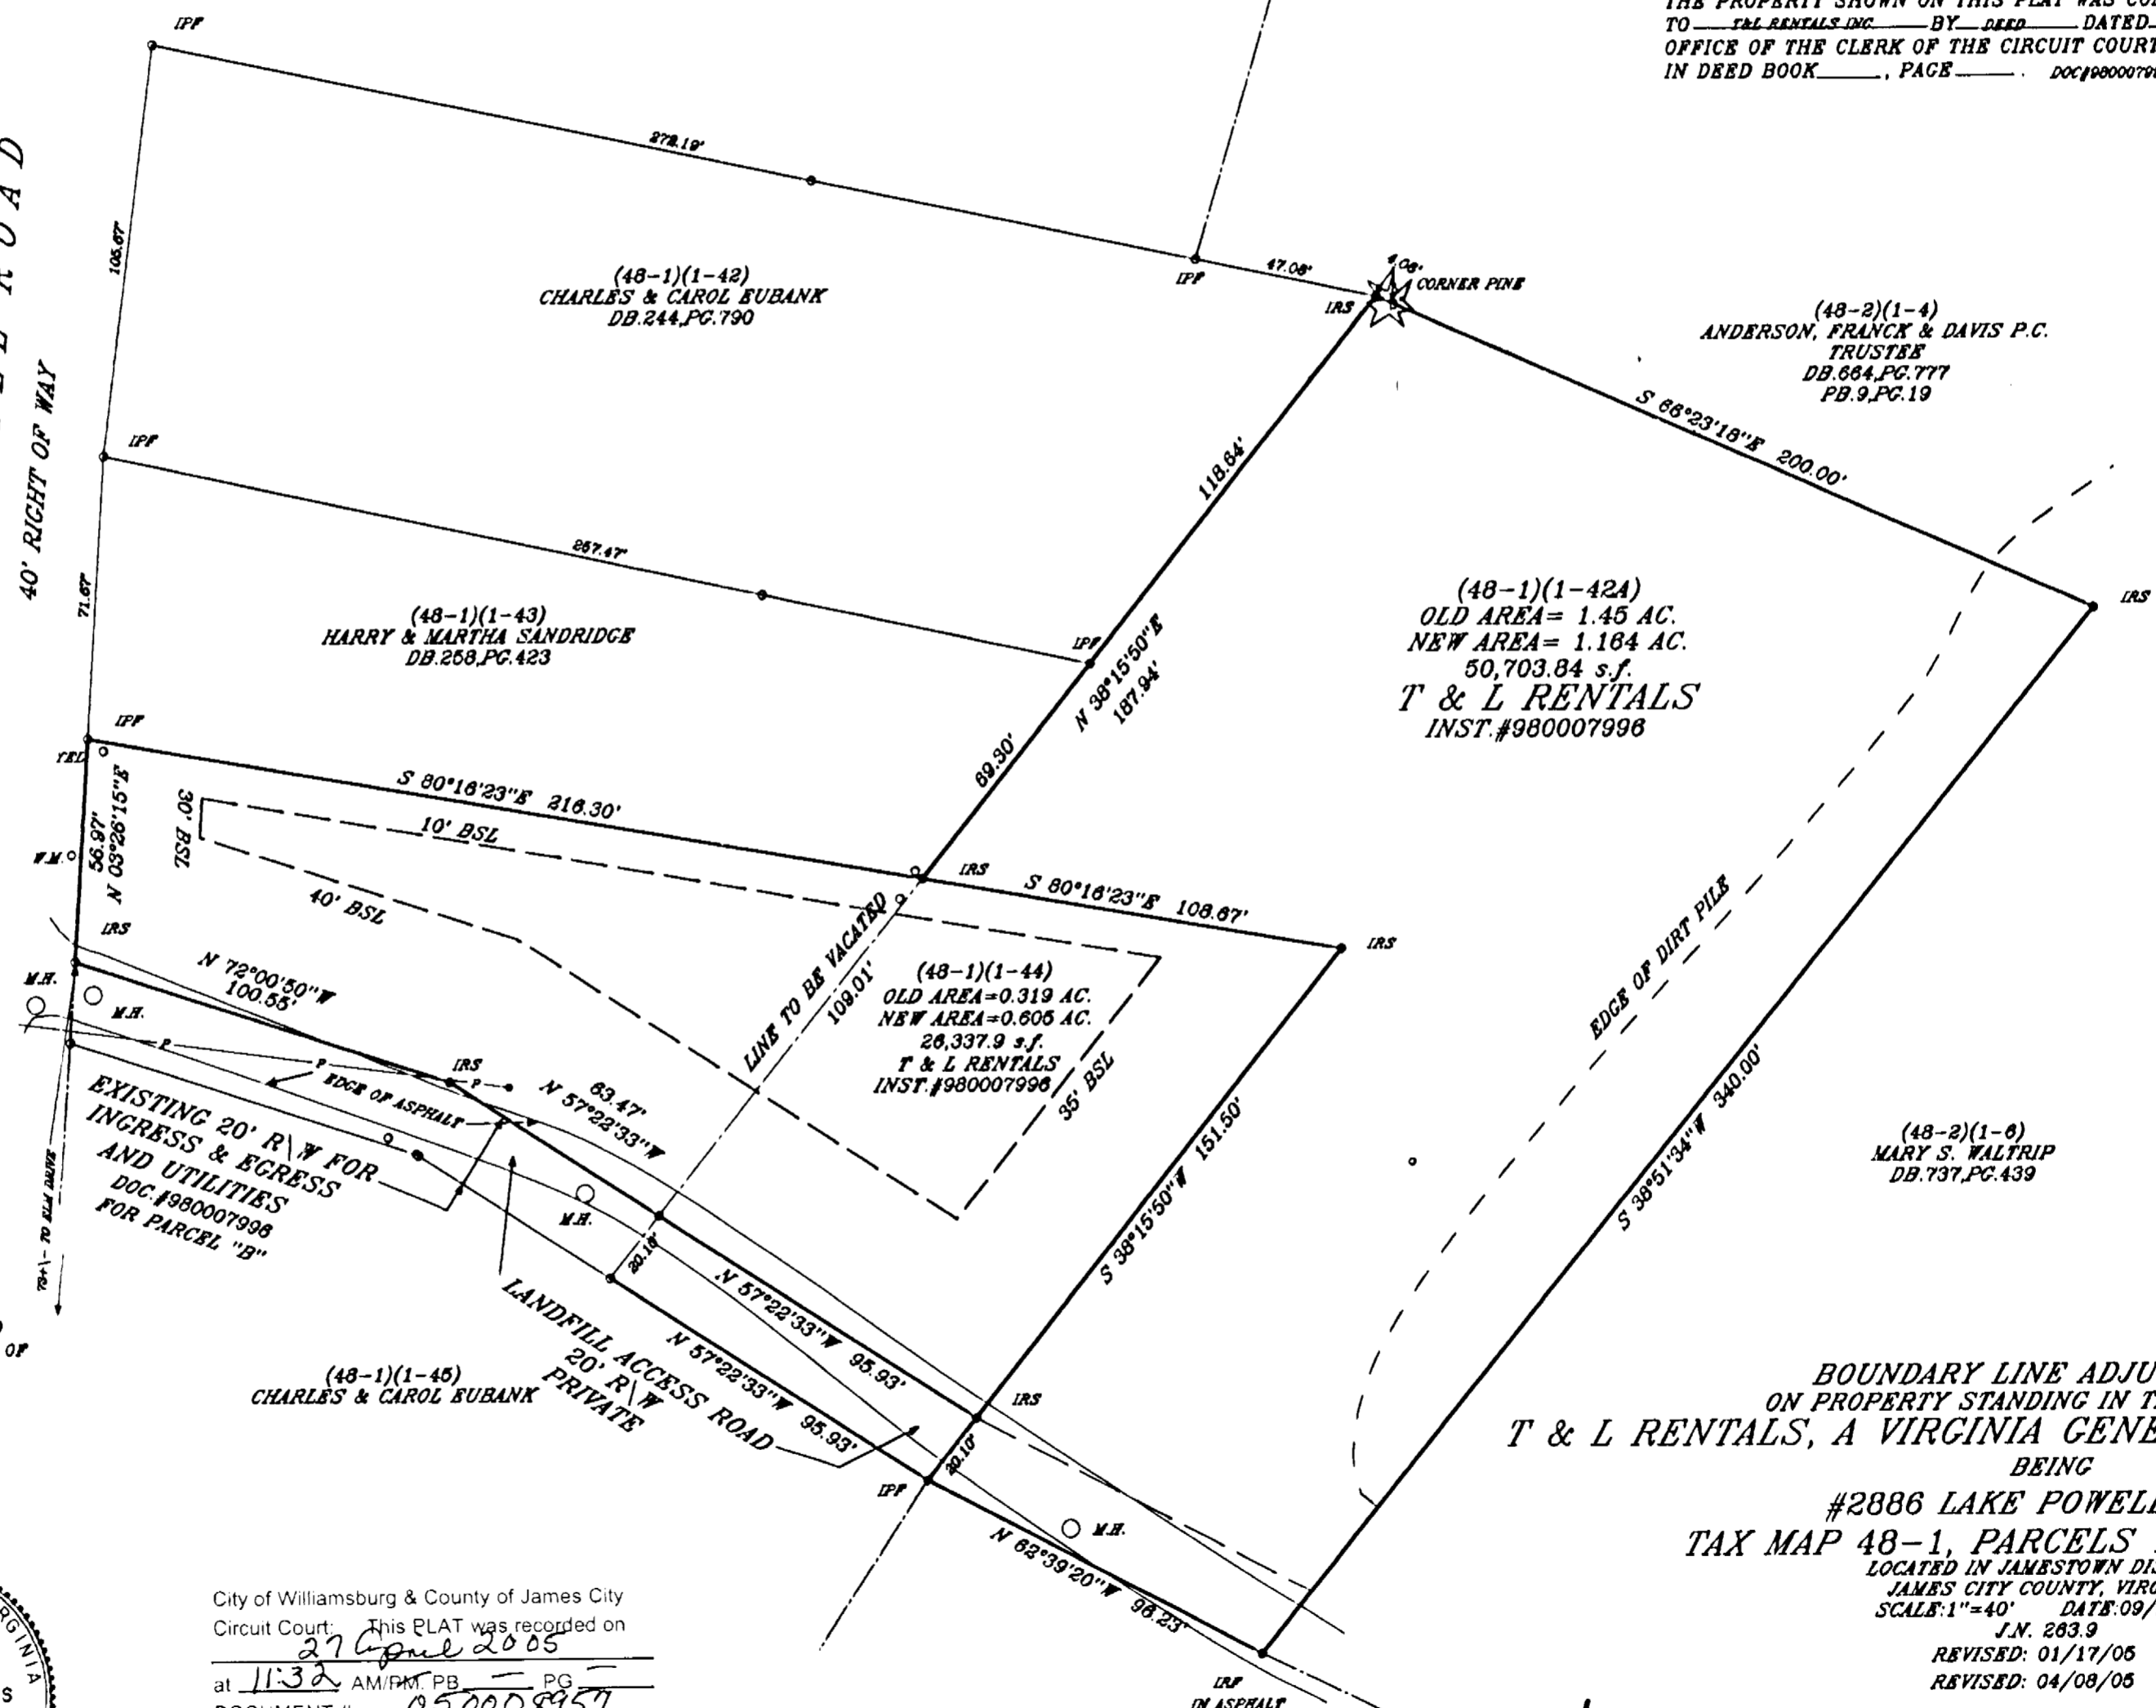 THE PROPERTY SHOWN ON THIS PLAT WAS
TO T&L RENTALS INC BY DEED DATED
OFFICE OF THE CLERK OF THE CIRCUIT COURT
IN DEED BOOK____, PAGE____.
IPF
272.19'
105.67'
ROAD
40' RIGHT OF WAY
(48-1)(1-42)
CHARLES & CAROL EUBANK
DB.244,PG.790
IPF
47.08'
4.06'
CORNER PINE
IRS
(48-2)(1-4)
ANDERSON, FRANCK & DAVIS P.C.
TRUSTEE
DB.664,PG.777
PB.9,PG.19
S 66°23'18"E 200.00'
IRS
118.64'
IPF
257.47'
71.67'
(48-1)(1-43)
HARRY & MARTHA SANDRIDGE
DB.258,PG.423
IPF
N 38°15'50"E
187.94'
69.30'
(48-1)(1-42A)
OLD AREA= 1.45 AC.
NEW AREA= 1.164 AC.
50,703.84 s.f.
T & L RENTALS
INST.#980007996
IPF
S 80°16'23"E 216.30'
56.97'
N 03°26'15"E
30' BSL
10' BSL
40' BSL
W.M.
IRS
IRS
S 80°16'23"E 108.67'
IRS
LINE TO BE VACATED
109.01'
(48-1)(1-44)
OLD AREA=0.319 AC.
NEW AREA=0.605 AC.
26,337.9 s.f.
T & L RENTALS
INST.#980007996
35' BSL
EDGE OF DIRT PILE
S 38°51'34"W 340.00'
S 38°15'50"W 151.50'
(48-2)(1-6)
MARY S. WALTRIP
DB.737,PG.439
N 72°00'50"W
100.55'
M.H.
M.H.
P
P
IRS
P
P
EDGE OF ASPHALT
63.47'
N 57°22'33"W
EXISTING 20' R\W FOR
INGRESS & EGRESS
AND UTILITIES
DOC.#980007996
FOR PARCEL "B"
73+\- TO ELM DRIVE
M.H.
20.10'
LANDFILL ACCESS ROAD
20' R\W
PRIVATE
N 57°22'33"W 95.93'
N 57°22'33"W 95.93'
IRS
20.10'
IPF
OF
(48-1)(1-45)
CHARLES & CAROL EUBANK
M.H.
N 62°39'20"W 96.23'
IRF
IN ASPHALT
BOUNDARY LINE ADJU
ON PROPERTY STANDING IN T
T & L RENTALS, A VIRGINIA GENE
BEING
#2886 LAKE POWELL
TAX MAP 48-1, PARCELS
LOCATED IN JAMESTOWN DI
JAMES CITY COUNTY, VIRG
SCALE:1"=40' DATE:09/
J.N. 263.9
REVISED: 01/17/05
REVISED: 04/08/05
City of Williamsburg & County of James City
Circuit Court: This PLAT was recorded on
27 April 2005
at 11:32 AM/PM. PB — PG —
050008957
RGINIA
S